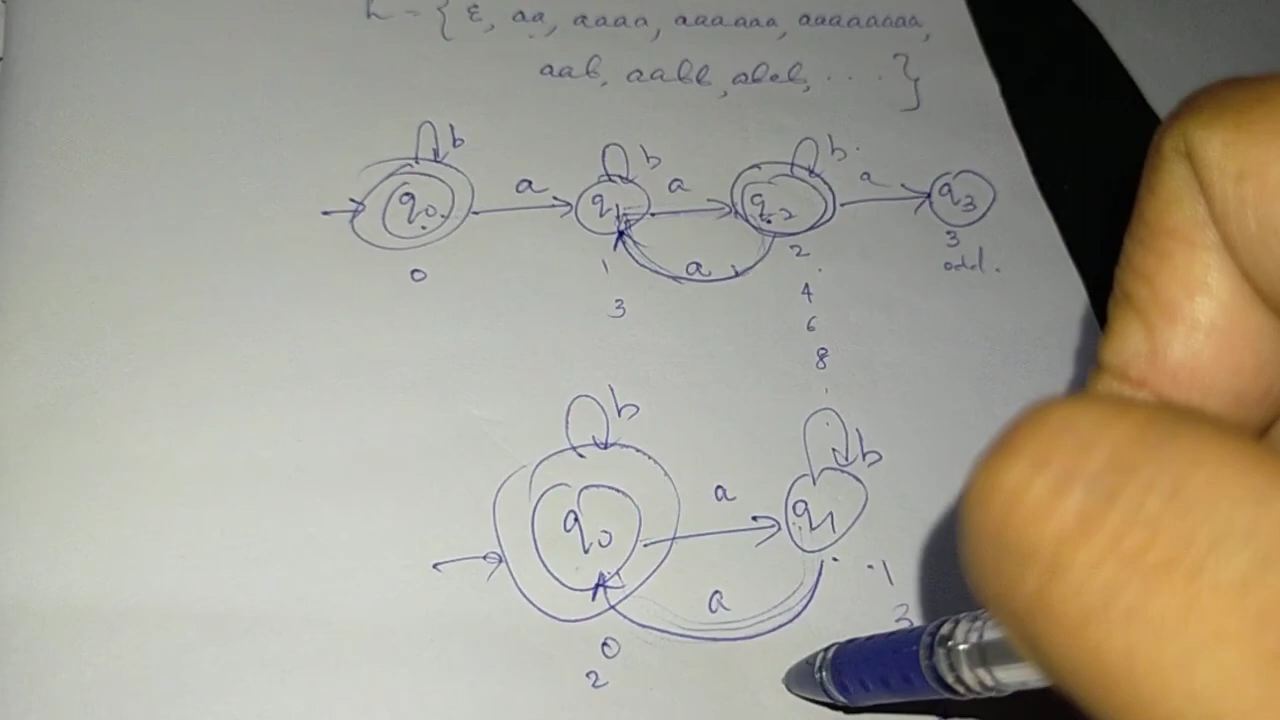 L = { ε, aa, aaaa, aaaaaa, aaaaaaaa,
aab, aabb, abab, ... }
b b b
a a a
q0 q1 q2 q3
a
0 1 2 3
odd.
3 4
6
8
b b
a
q0 q1
a
1
0 3
2